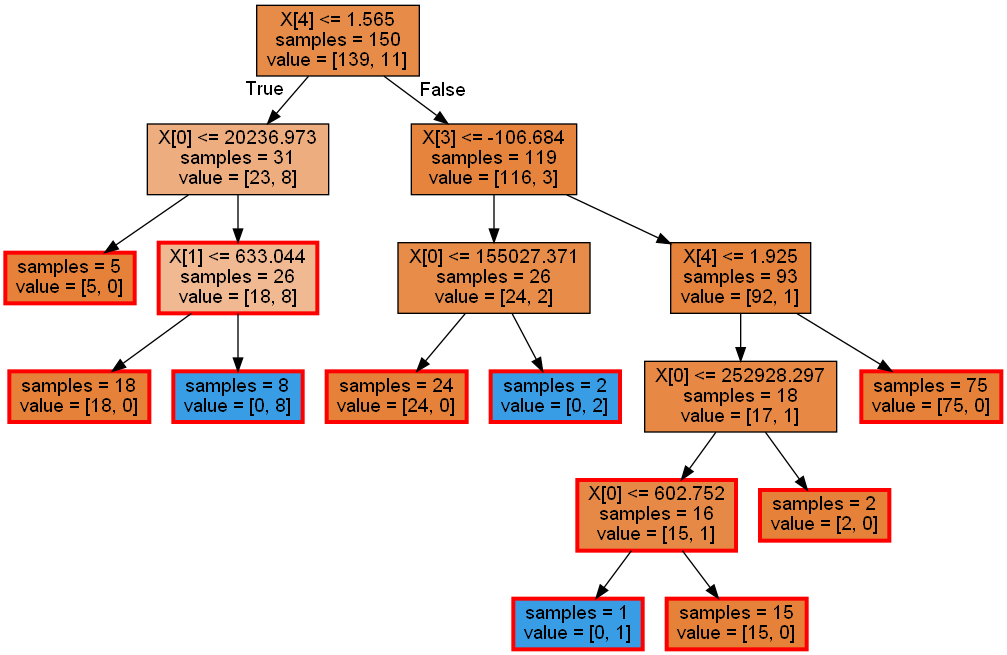 X[4] <= 1.565
samples = 150
value = [139, 11]
True
False
X[0] <= 20236.973
samples = 31
value = [23, 8]
X[3] <= -106.684
samples = 119
value = [116, 3]
samples = 5
value = [5, 0]
X[1] <= 633.044
samples = 26
value = [18, 8]
X[0] <= 155027.371
samples = 26
value = [24, 2]
X[4] <= 1.925
samples = 93
value = [92, 1]
samples = 18
value = [18, 0]
samples = 8
value = [0, 8]
samples = 24
value = [24, 0]
samples = 2
value = [0, 2]
X[0] <= 252928.297
samples = 18
value = [17, 1]
samples = 75
value = [75, 0]
X[0] <= 602.752
samples = 16
value = [15, 1]
samples = 2
value = [2, 0]
samples = 1
value = [0, 1]
samples = 15
value = [15, 0]